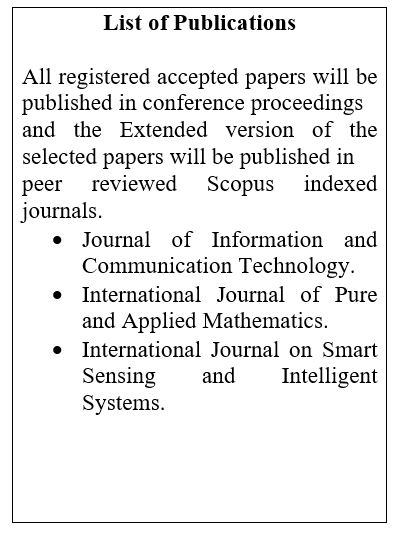 List of Publications
All registered accepted papers will be
published in conference proceedings
and the Extended version of the
selected papers will be published in
peer reviewed Scopus indexed
journals.
• Journal of Information and
Communication Technology.
• International Journal of Pure
and Applied Mathematics.
• International Journal on Smart
Sensing and Intelligent
Systems.